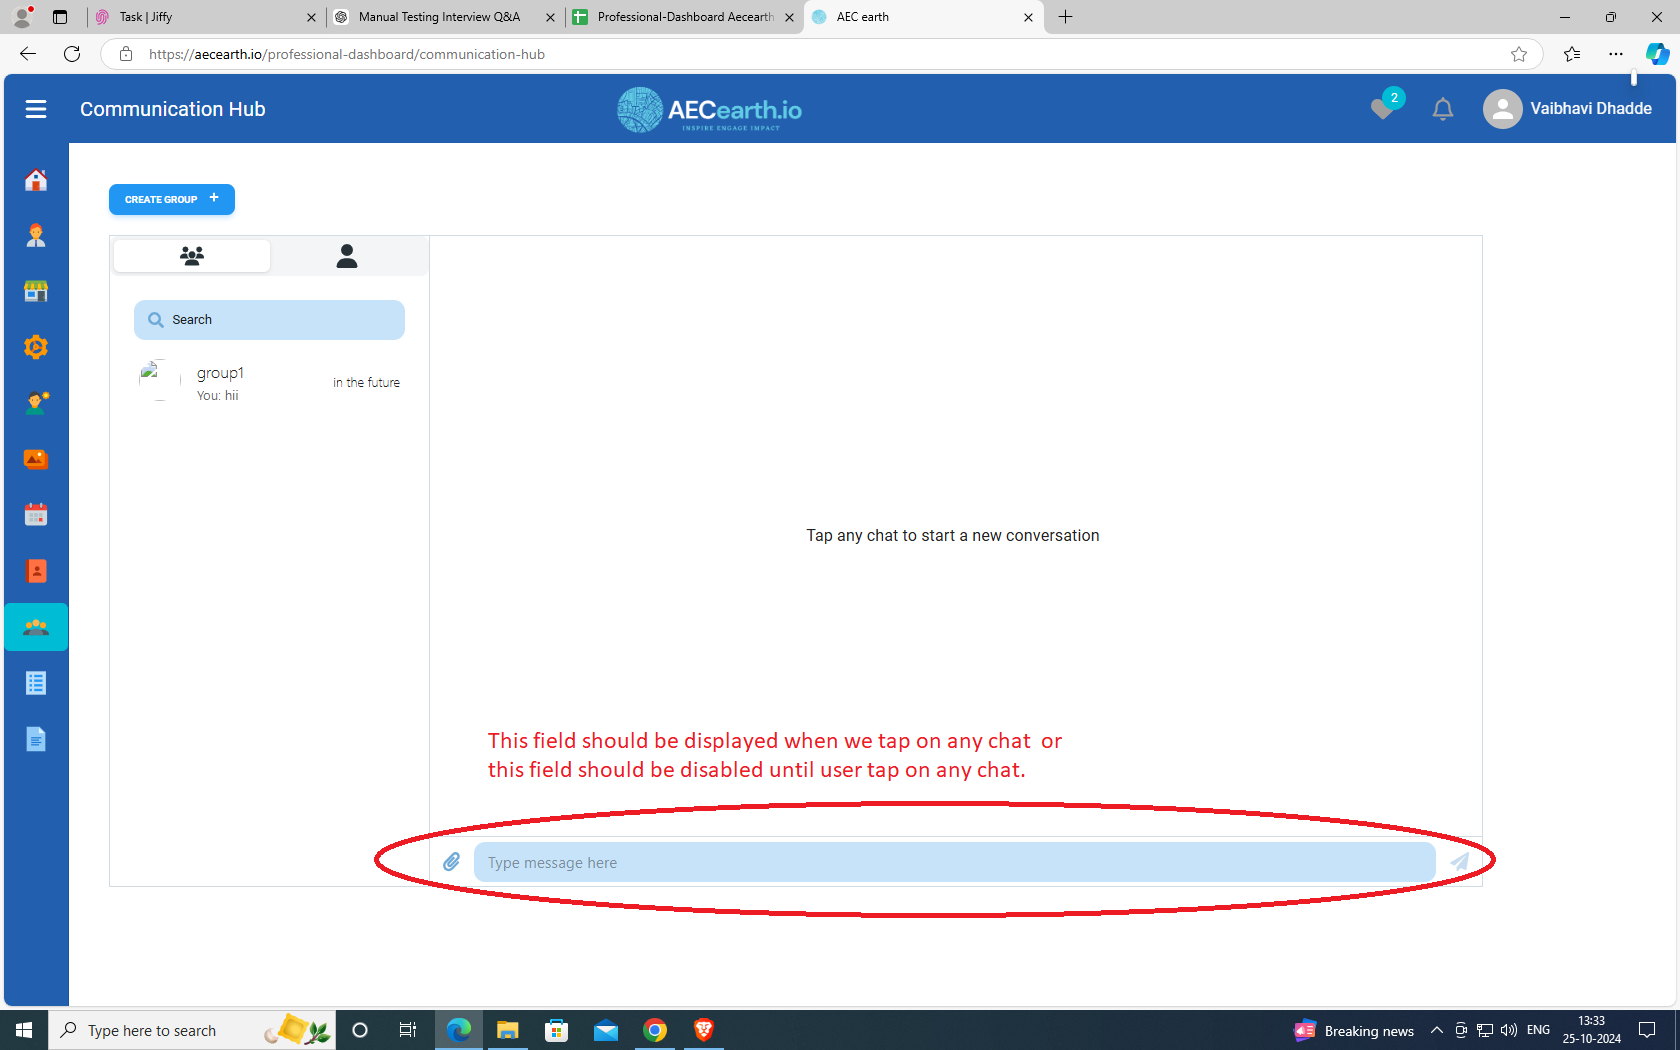 Task | Jiffy
Manual Testing Interview Q&A
Professional-Dashboard Aecearth
AEC earth
https://aecearth.io/professional-dashboard/communication-hub
Communication Hub
AECearth.io
INSPIRE ENGAGE IMPACT
2
Vaibhavi Dhadde
CREATE GROUP +
Search
group1
in the future
You: hii
Tap any chat to start a new conversation
This field should be displayed when we tap on any chat or
this field should be disabled until user tap on any chat.
Type message here
Type here to search
Breaking news
ENG
13:33
25-10-2024